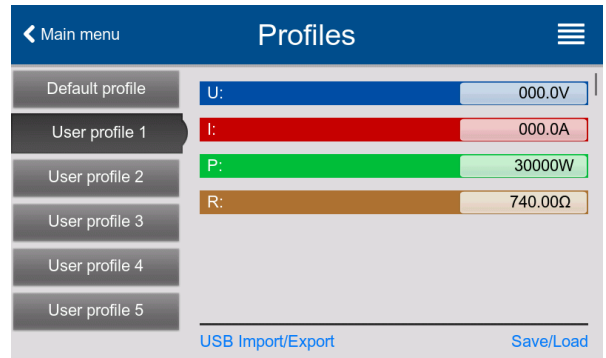 Main menu
Profiles
Default profile
User profile 1
User profile 2
User profile 3
User profile 4
User profile 5
U: 000.0V
I: 000.0A
P: 30000W
R: 740.00Ω
USB Import/Export
Save/Load